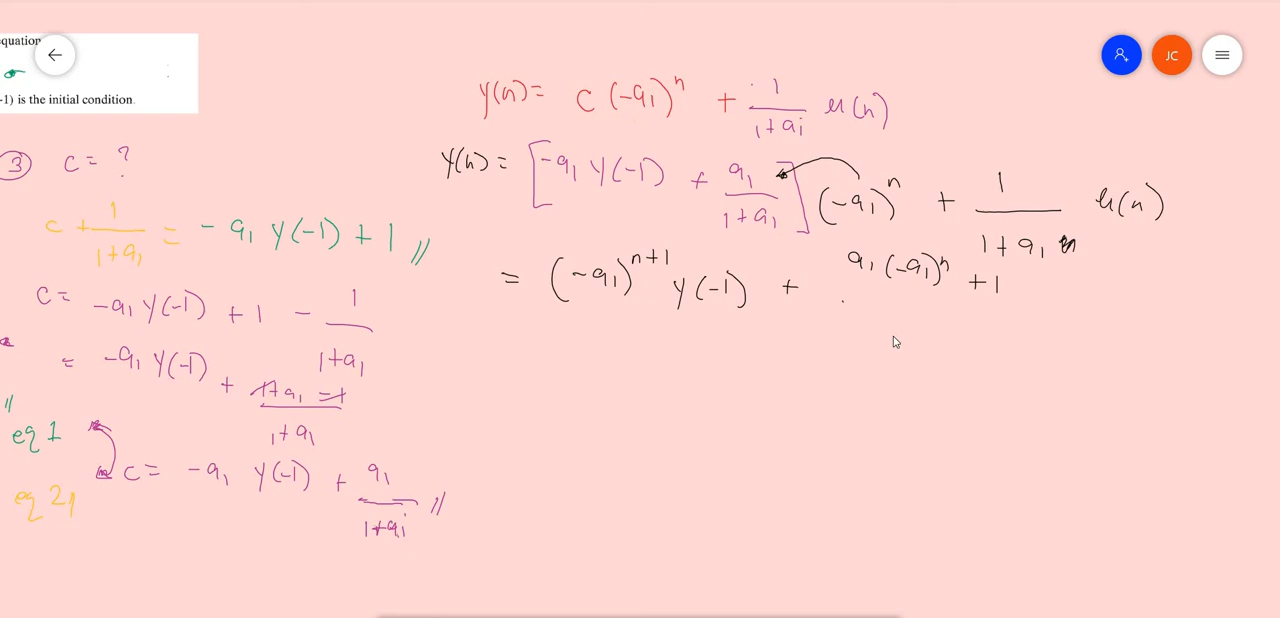 equation
-1) is the initial condition.
JC
y(n) = c(-a₁)ⁿ + 1/(1+a₁) u(n)
y(n) = [-a₁ y(-1) + a₁/(1+a₁)] (-a₁)ⁿ + 1/(1+a₁) u(n)
= (-a₁)ⁿ⁺¹ y(-1) + a₁(-a₁)ⁿ + 1
③ c = ?
c + 1/(1+a₁) = -a₁ y(-1) + 1 //
c = -a₁ y(-1) + 1 - 1/(1+a₁)
= -a₁ y(-1) + (1+a₁-1)/(1+a₁)
//
eq 1
c = -a₁ y(-1) + a₁/(1+a₁) //
eq 2